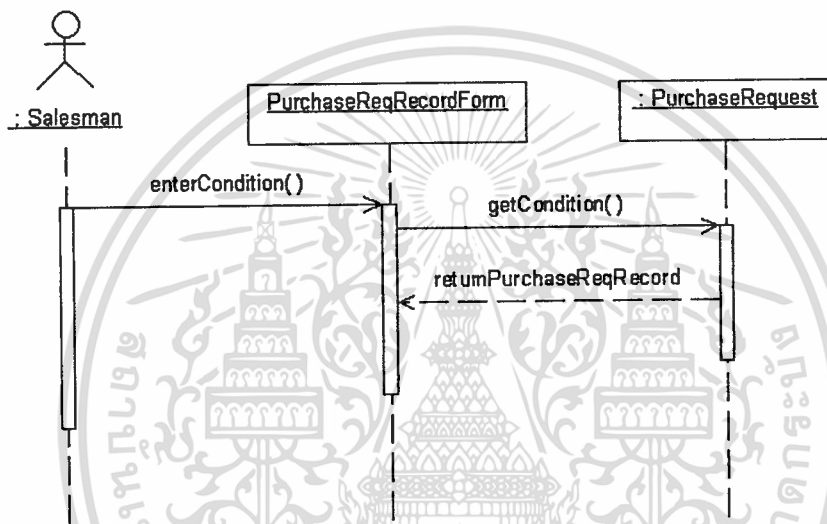 : Salesman
PurchaseReqRecordForm
: PurchaseRequest
enterCondition()
getCondition()
returnPurchaseReqRecord